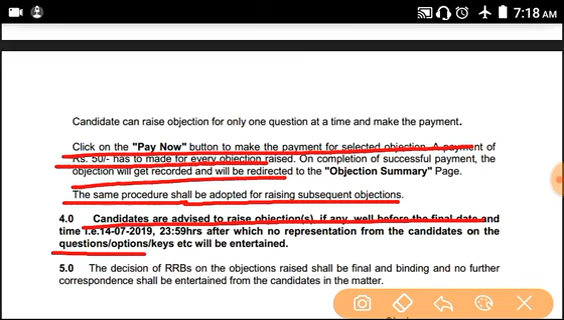 7:18 AM
Candidate can raise objection for only one question at a time and make the payment.
Click on the "Pay Now" button to make the payment for selected objection. A payment of
Rs. 50/- has to made for every objection raised. On completion of successful payment, the
objection will get recorded and will be redirected to the "Objection Summary" Page.
The same procedure shall be adopted for raising subsequent objections.
4.0 Candidates are advised to raise objection(s), if any, well before the final date and
time i.e.14-07-2019, 23:59hrs after which no representation from the candidates on the
questions/options/keys etc will be entertained.
5.0 The decision of RRBs on the objections raised shall be final and binding and no further
correspondence shall be entertained from the candidates in the matter.